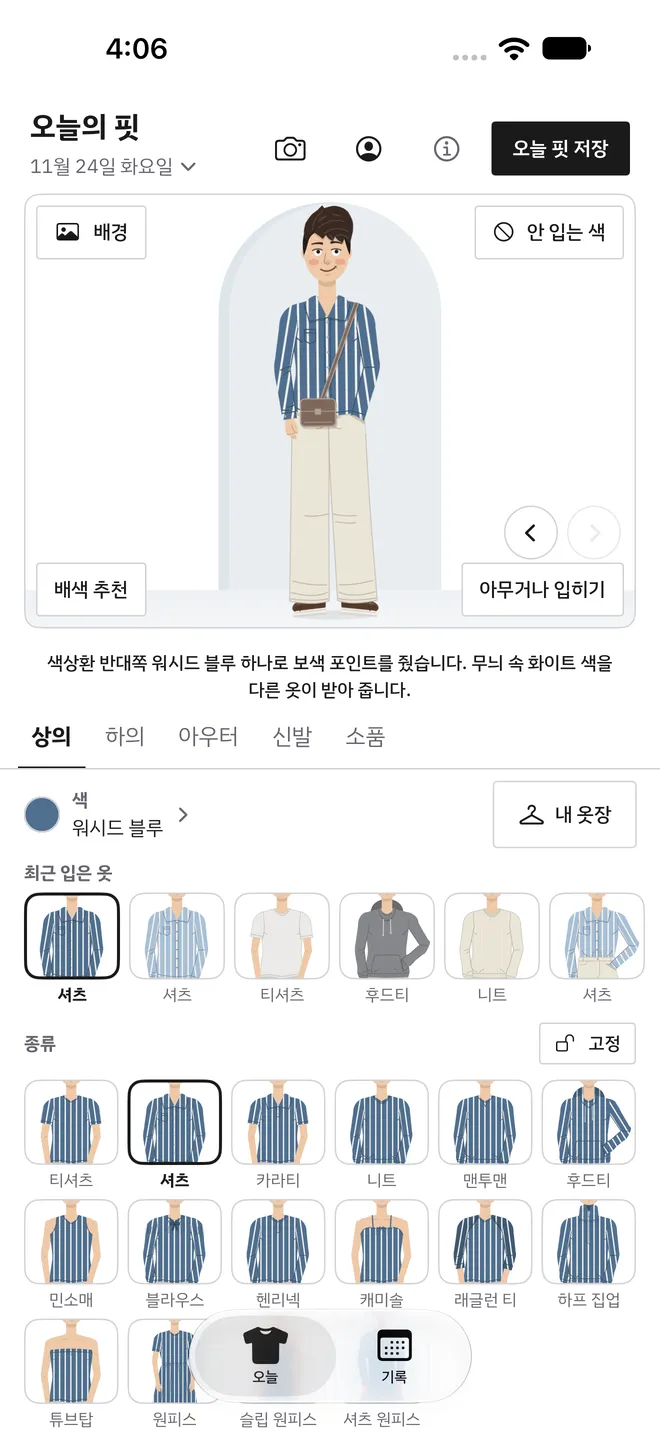 4:06
오늘의 핏
11월 24일 화요일
오늘 핏 저장
배경
안 입는 색
배색 추천
아무거나 입히기
색상환 반대쪽 워시드 블루 하나로 보색 포인트를 줬습니다. 무늬 속 화이트 색을
다른 옷이 받아 줍니다.
상의 하의 아우터 신발 소품
색
워시드 블루
내 옷장
최근 입은 옷
셔츠 셔츠 티셔츠 후드티 니트 셔츠
종류
고정
티셔츠 셔츠 카라티 니트 맨투맨 후드티
민소매 블라우스 헨리넥 캐미솔 래글런 티 하프 집업
오늘 기록
튜브탑 원피스 슬립 원피스 셔츠 원피스